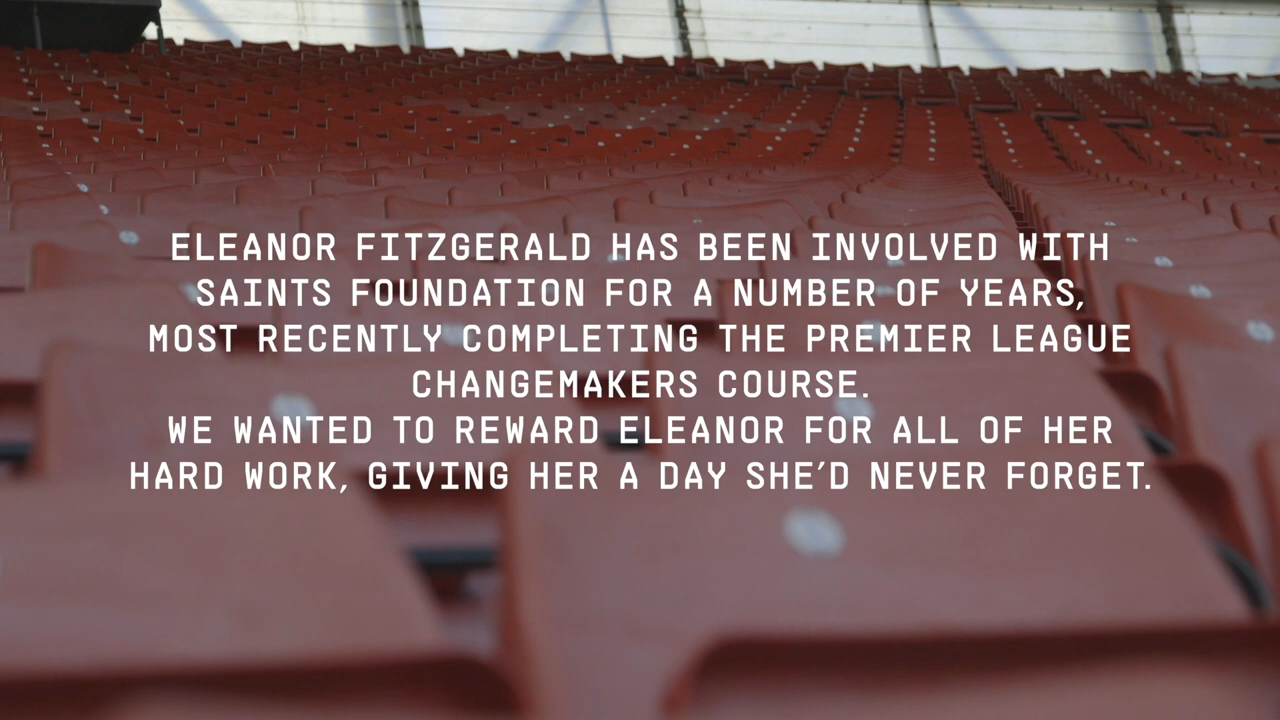 ELEANOR FITZGERALD HAS BEEN INVOLVED WITH
SAINTS FOUNDATION FOR A NUMBER OF YEARS,
MOST RECENTLY COMPLETING THE PREMIER LEAGUE
CHANGEMAKERS COURSE.
WE WANTED TO REWARD ELEANOR FOR ALL OF HER
HARD WORK, GIVING HER A DAY SHE'D NEVER FORGET.